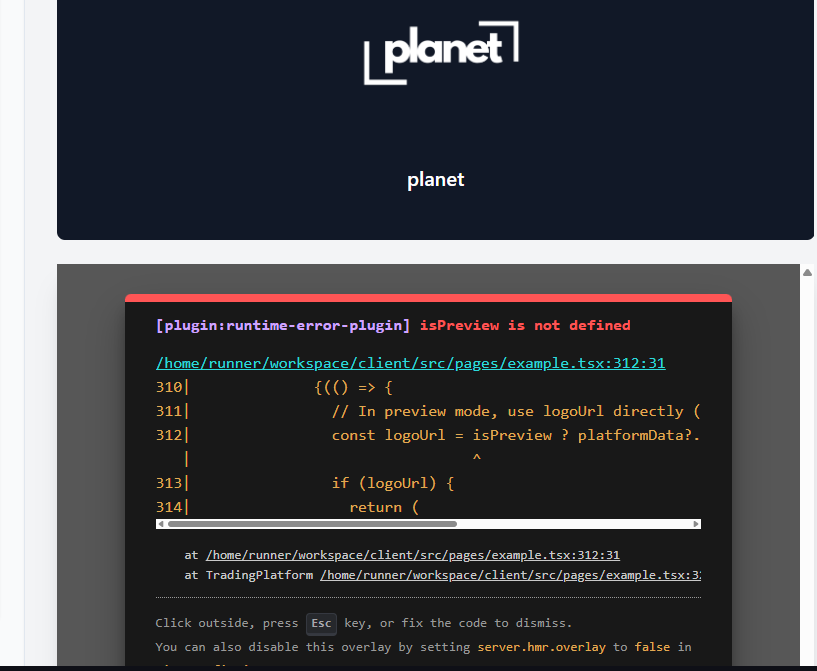 planet
planet
[plugin:runtime-error-plugin] isPreview is not defined
/home/runner/workspace/client/src/pages/example.tsx:312:31
310| {(() => {
311| // In preview mode, use logoUrl directly (
312| const logoUrl = isPreview ? platformData?.
| ^
313| if (logoUrl) {
314| return (
at /home/runner/workspace/client/src/pages/example.tsx:312:31
at TradingPlatform /home/runner/workspace/client/src/pages/example.tsx:3
Click outside, press Esc key, or fix the code to dismiss.
You can also disable this overlay by setting server.hmr.overlay to false in